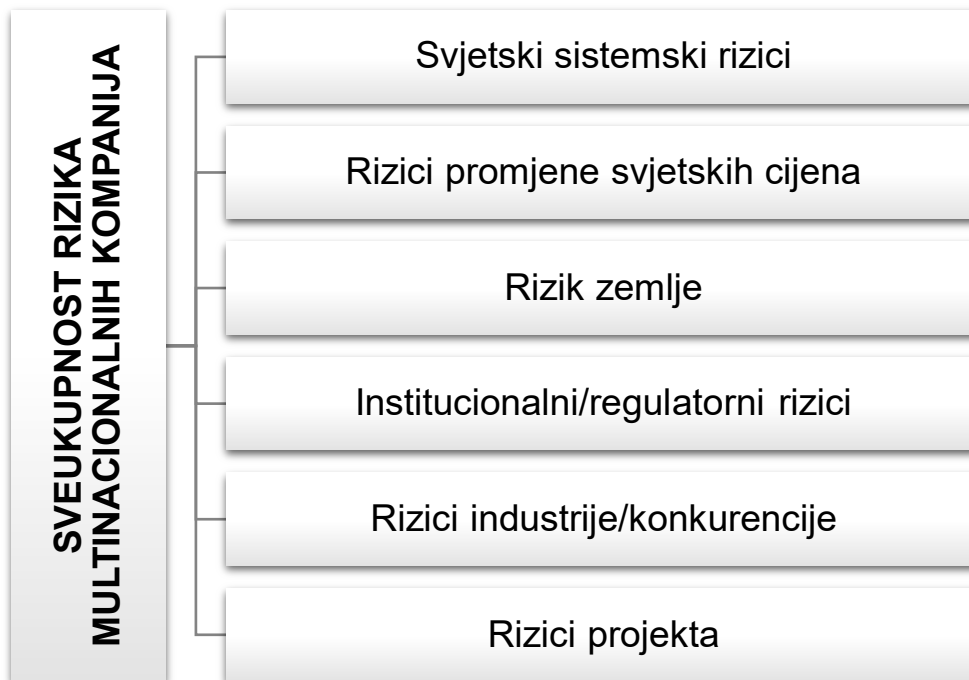 SVEUKUPNOST RIZIKA
MULTINACIONALNIH KOMPANIJA
Svjetski sistemski rizici
Rizici promjene svjetskih cijena
Rizik zemlje
Institucionalni/regulatorni rizici
Rizici industrije/konkurencije
Rizici projekta